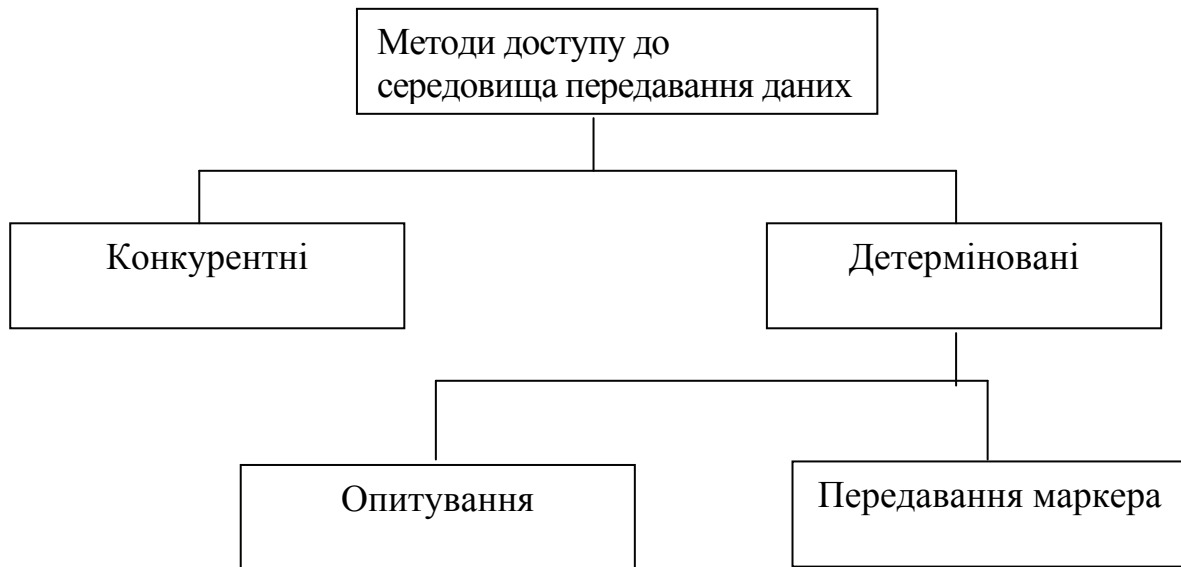 Методи доступу до
середовища передавання даних
Конкурентні
Детерміновані
Опитування
Передавання маркера